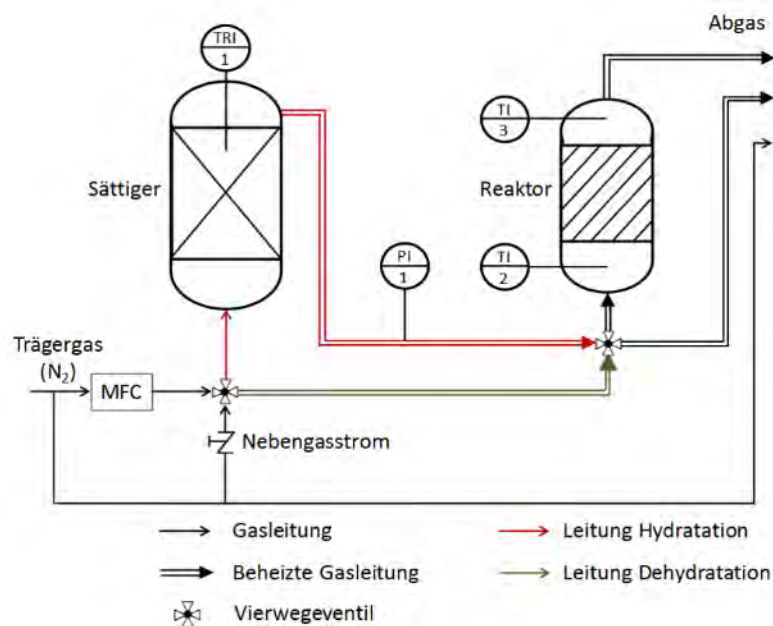 Abgas
TRI
1
TI
3
Sättiger
Reaktor
PI
1
TI
2
Trägergas
(N₂)
MFC
Nebengasstrom
Gasleitung
Leitung Hydratation
Beheizte Gasleitung
Leitung Dehydratation
Vierwegeventil